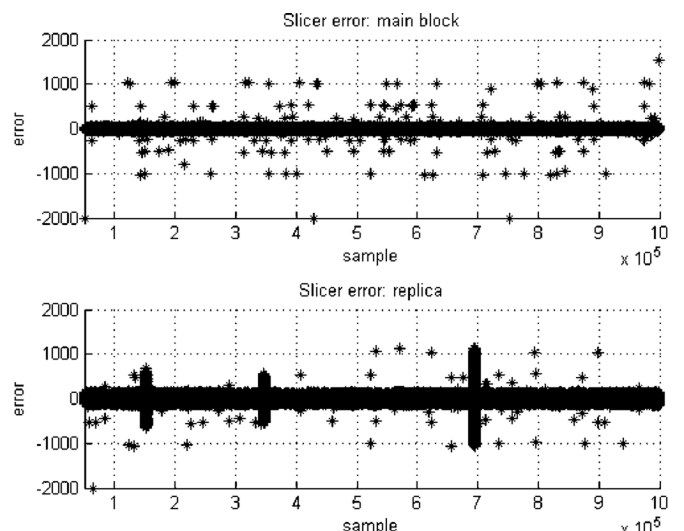 Slicer error: main block
2000
1000
0
-1000
-2000
error
1 2 3 4 5 6 7 8 9 10
sample
x 10^5
Slicer error: replica
2000
1000
0
-1000
-2000
error
1 2 3 4 5 6 7 8 9 10
sample
x 10^5